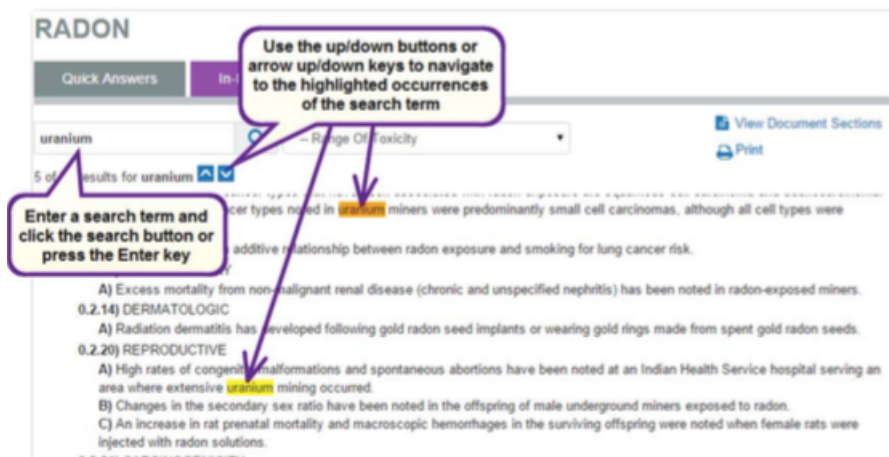 RADON
Quick Answers
In-
Use the up/down buttons or
arrow up/down keys to navigate
to the highlighted occurrences
of the search term
uranium
-- Range Of Toxicity
View Document Sections
Print
5 of results for uranium
Enter a search term and
click the search button or
press the Enter key
cer types noted in uranium miners were predominantly small cell carcinomas, although all cell types were
additive relationship between radon exposure and smoking for lung cancer risk.
A) Excess mortality from non-malignant renal disease (chronic and unspecified nephritis) has been noted in radon-exposed miners.
0.2.14) DERMATOLOGIC
A) Radiation dermatitis has developed following gold radon seed implants or wearing gold rings made from spent gold radon seeds.
0.2.20) REPRODUCTIVE
A) High rates of congenital malformations and spontaneous abortions have been noted at an Indian Health Service hospital serving an
area where extensive uranium mining occurred.
B) Changes in the secondary sex ratio have been noted in the offspring of male underground miners exposed to radon.
C) An increase in rat prenatal mortality and macroscopic hemorrhages in the surviving offspring were noted when female rats were
injected with radon solutions.